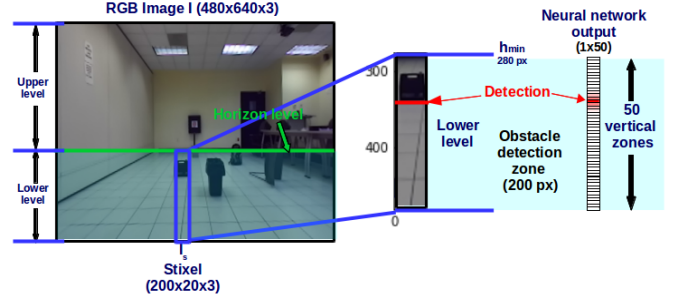 RGB Image I (480x640x3)
Upper
level
Horizon level
Lower
level
I s
Stixel
(200x20x3)
300
400
0
hmin
280 px
Detection
Lower
level
Obstacle
detection
zone
(200 px)
Neural network
output
(1x50)
50
vertical
zones